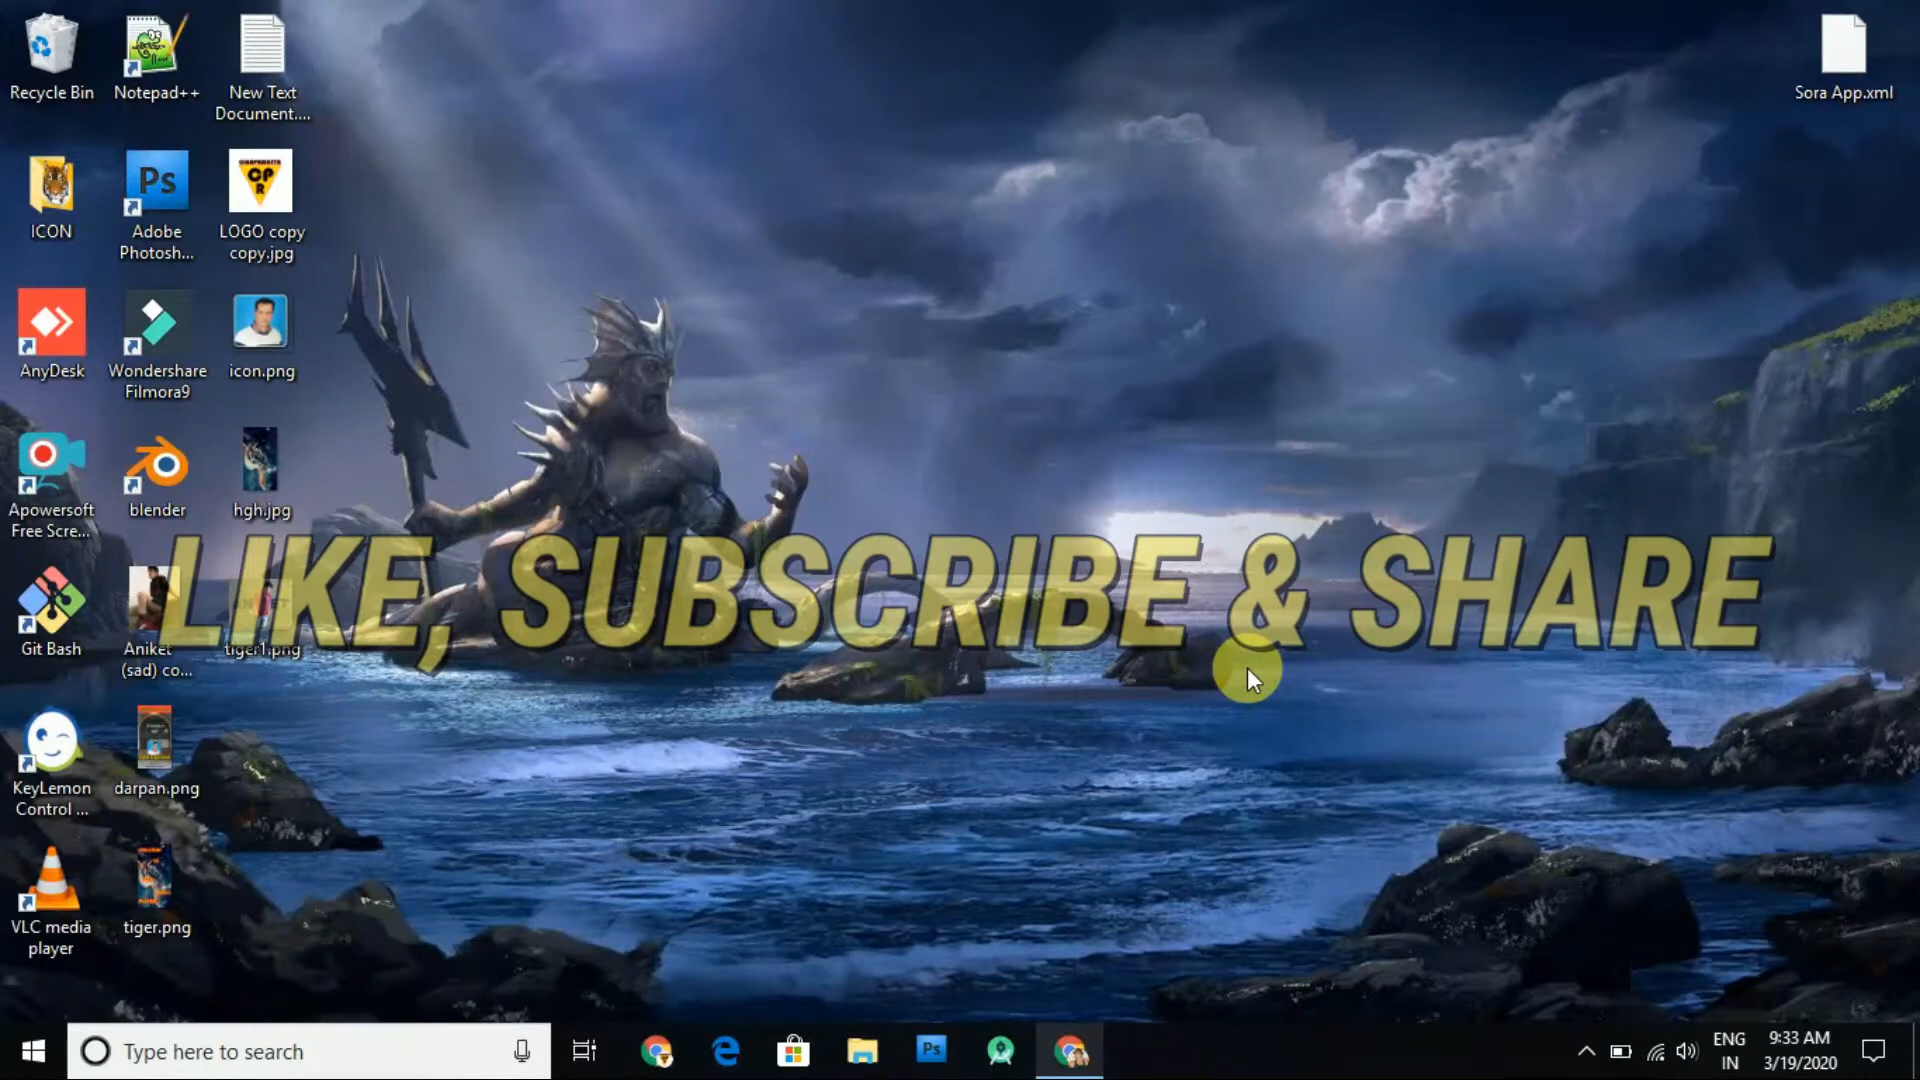 Recycle Bin
Notepad++
New Text
Document....
Sora App.xml
ICON
Ps
Adobe
Photosh...
CP
R
LOGO copy
copy.jpg
AnyDesk
Wondershare
Filmora9
icon.png
Apowersoft
Free Scre...
blender
hgh.jpg
LIKE, SUBSCRIBE & SHARE
Git Bash
Aniket
(sad) co...
tiger1.png
KeyLemon
Control ...
darpan.png
VLC media
player
tiger.png
Type here to search
Ps
ENG
IN
9:33 AM
3/19/2020